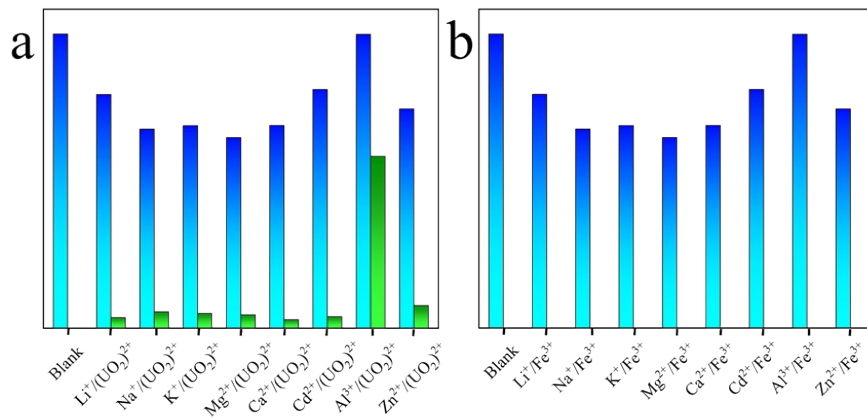 a
Blank
Li⁺/(UO₂)²⁺
Na⁺/(UO₂)²⁺
K⁺/(UO₂)²⁺
Mg²⁺/(UO₂)²⁺
Ca²⁺/(UO₂)²⁺
Cd²⁺/(UO₂)²⁺
Al³⁺/(UO₂)²⁺
Zn²⁺/(UO₂)²⁺
b
Blank
Li⁺/Fe³⁺
Na⁺/Fe³⁺
K⁺/Fe³⁺
Mg²⁺/Fe³⁺
Ca²⁺/Fe³⁺
Cd²⁺/Fe³⁺
Al³⁺/Fe³⁺
Zn²⁺/Fe³⁺